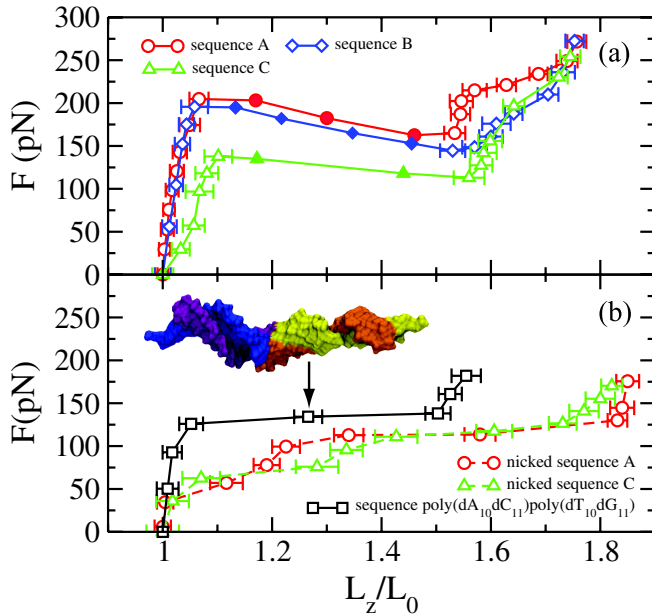 300
250
200
150
100
50
0
F (pN)
sequence A
sequence B
sequence C
(a)
250
200
150
100
50
0
F(pN)
(b)
nicked sequence A
nicked sequence C
sequence poly(dA10dC11)poly(dT10dG11)
1 1.2 1.4 1.6 1.8
Lz/L0